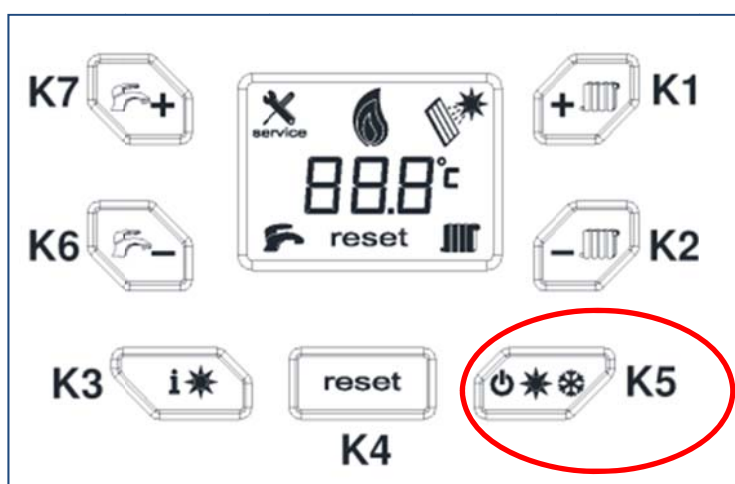 K7 + service + K1
88.8°c
K6 − reset − K2
K3 i reset K5
K4